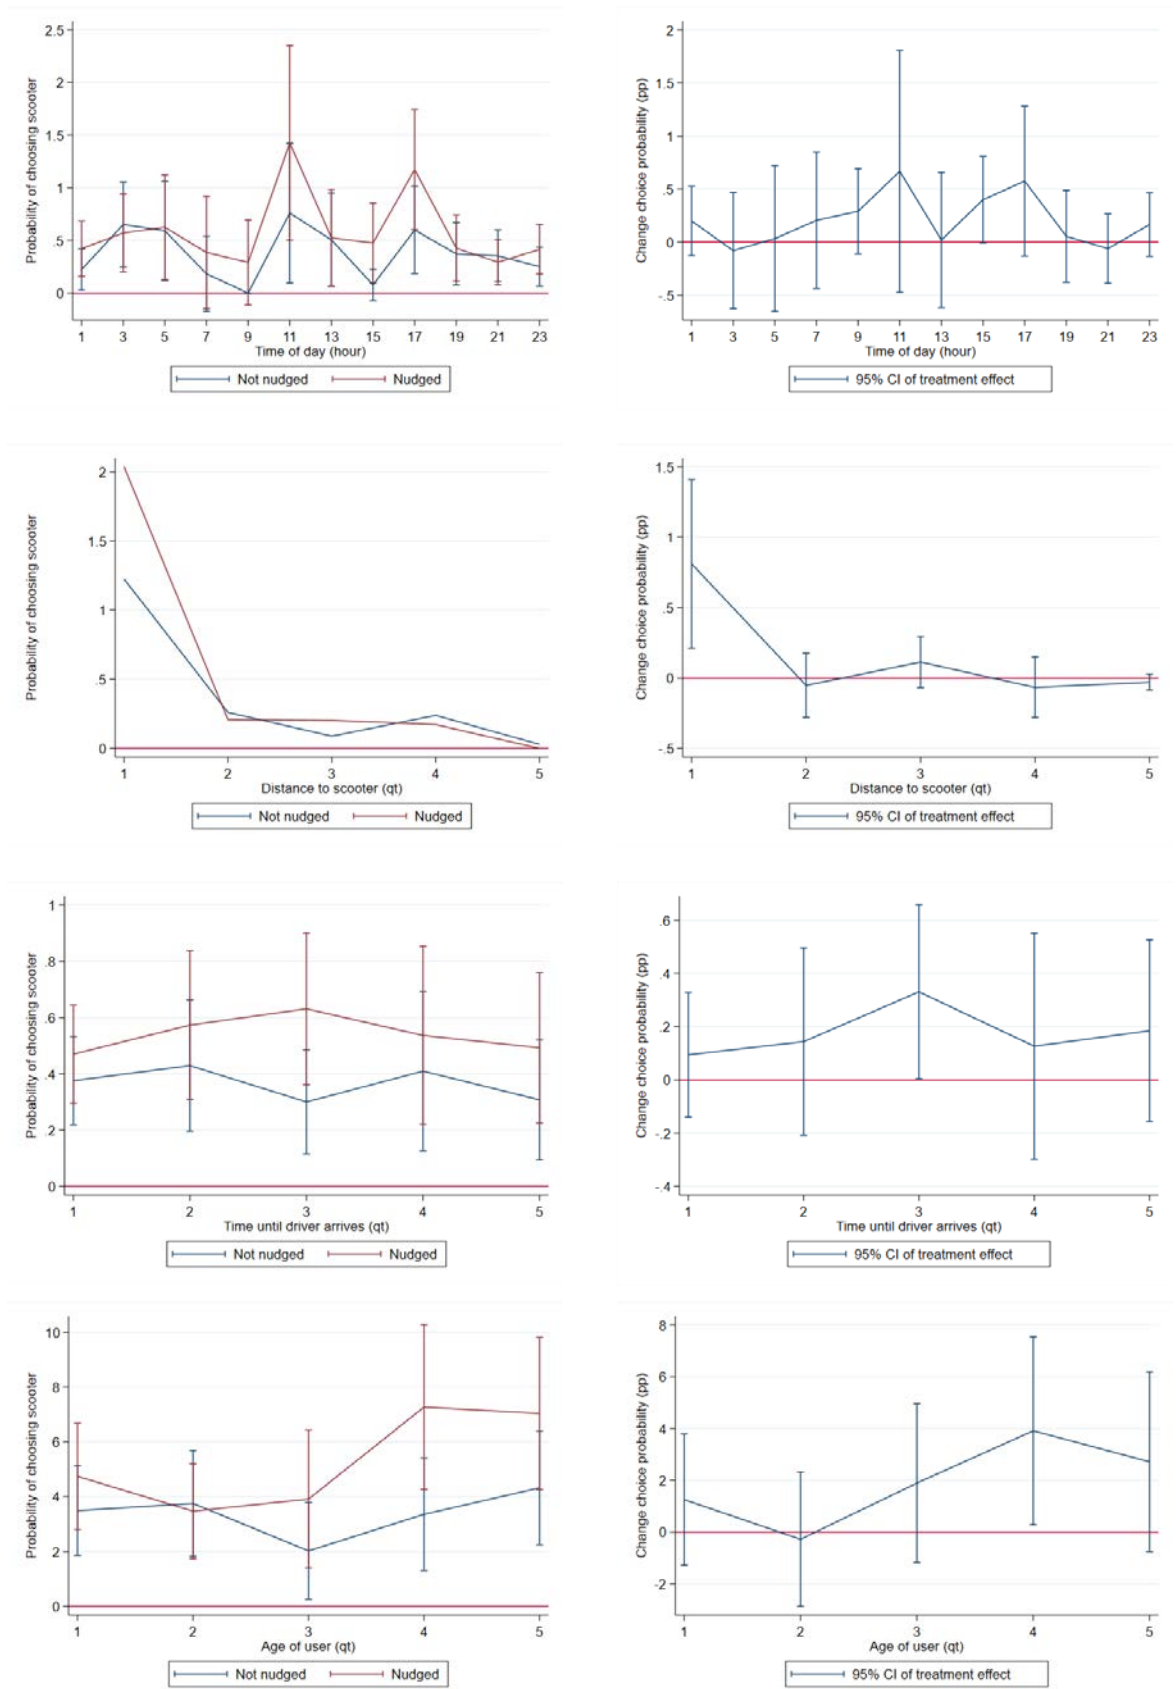 Probability of choosing scooter
2.5
2
1.5
1
.5
0
1 3 5 7 9 11 13 15 17 19 21 23
Time of day (hour)
Not nudged Nudged
Change choice probability (pp)
2
1.5
1
.5
0
-.5
1 3 5 7 9 11 13 15 17 19 21 23
Time of day (hour)
95% CI of treatment effect
Probability of choosing scooter
2
1.5
1
.5
0
1 2 3 4 5
Distance to scooter (qt)
Not nudged Nudged
Change choice probability (pp)
1.5
1
.5
0
-.5
1 2 3 4 5
Distance to scooter (qt)
95% CI of treatment effect
Probability of choosing scooter
1
.8
.6
.4
.2
0
1 2 3 4 5
Time until driver arrives (qt)
Not nudged Nudged
Change choice probability (pp)
.6
.4
.2
0
-.2
-.4
1 2 3 4 5
Time until driver arrives (qt)
95% CI of treatment effect
Probability of choosing scooter
10
8
6
4
2
0
1 2 3 4 5
Age of user (qt)
Not nudged Nudged
Change choice probability (pp)
8
6
4
2
0
-2
1 2 3 4 5
Age of user (qt)
95% CI of treatment effect